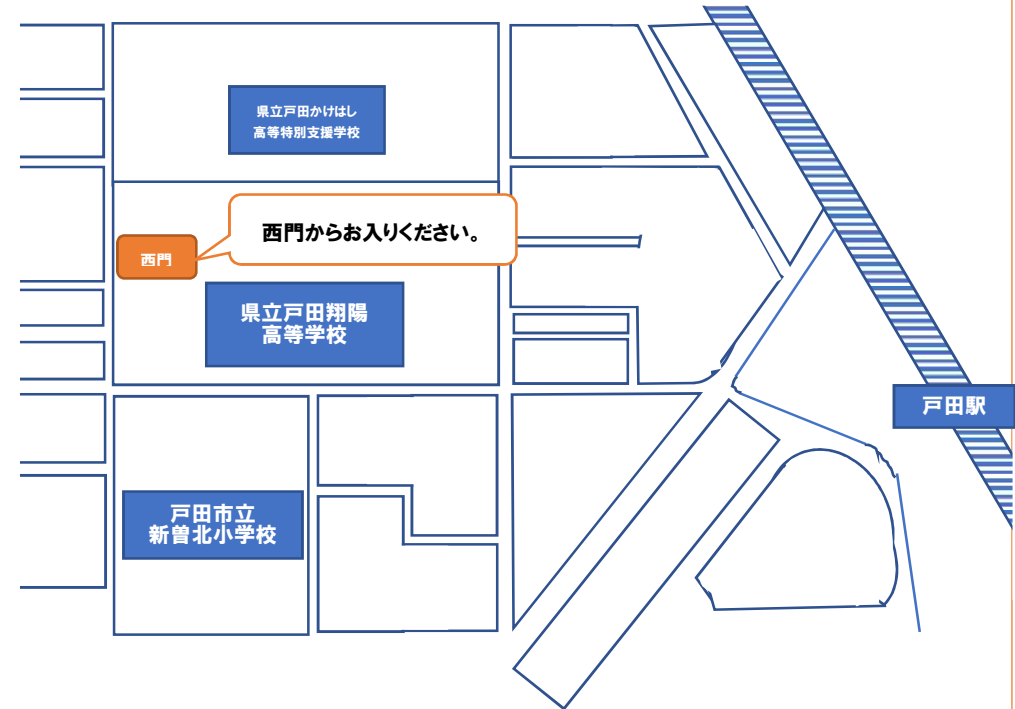 県立戸田かけはし
高等特別支援学校
西門からお入りください。
西門
県立戸田翔陽
高等学校
戸田駅
戸田市立
新曽北小学校